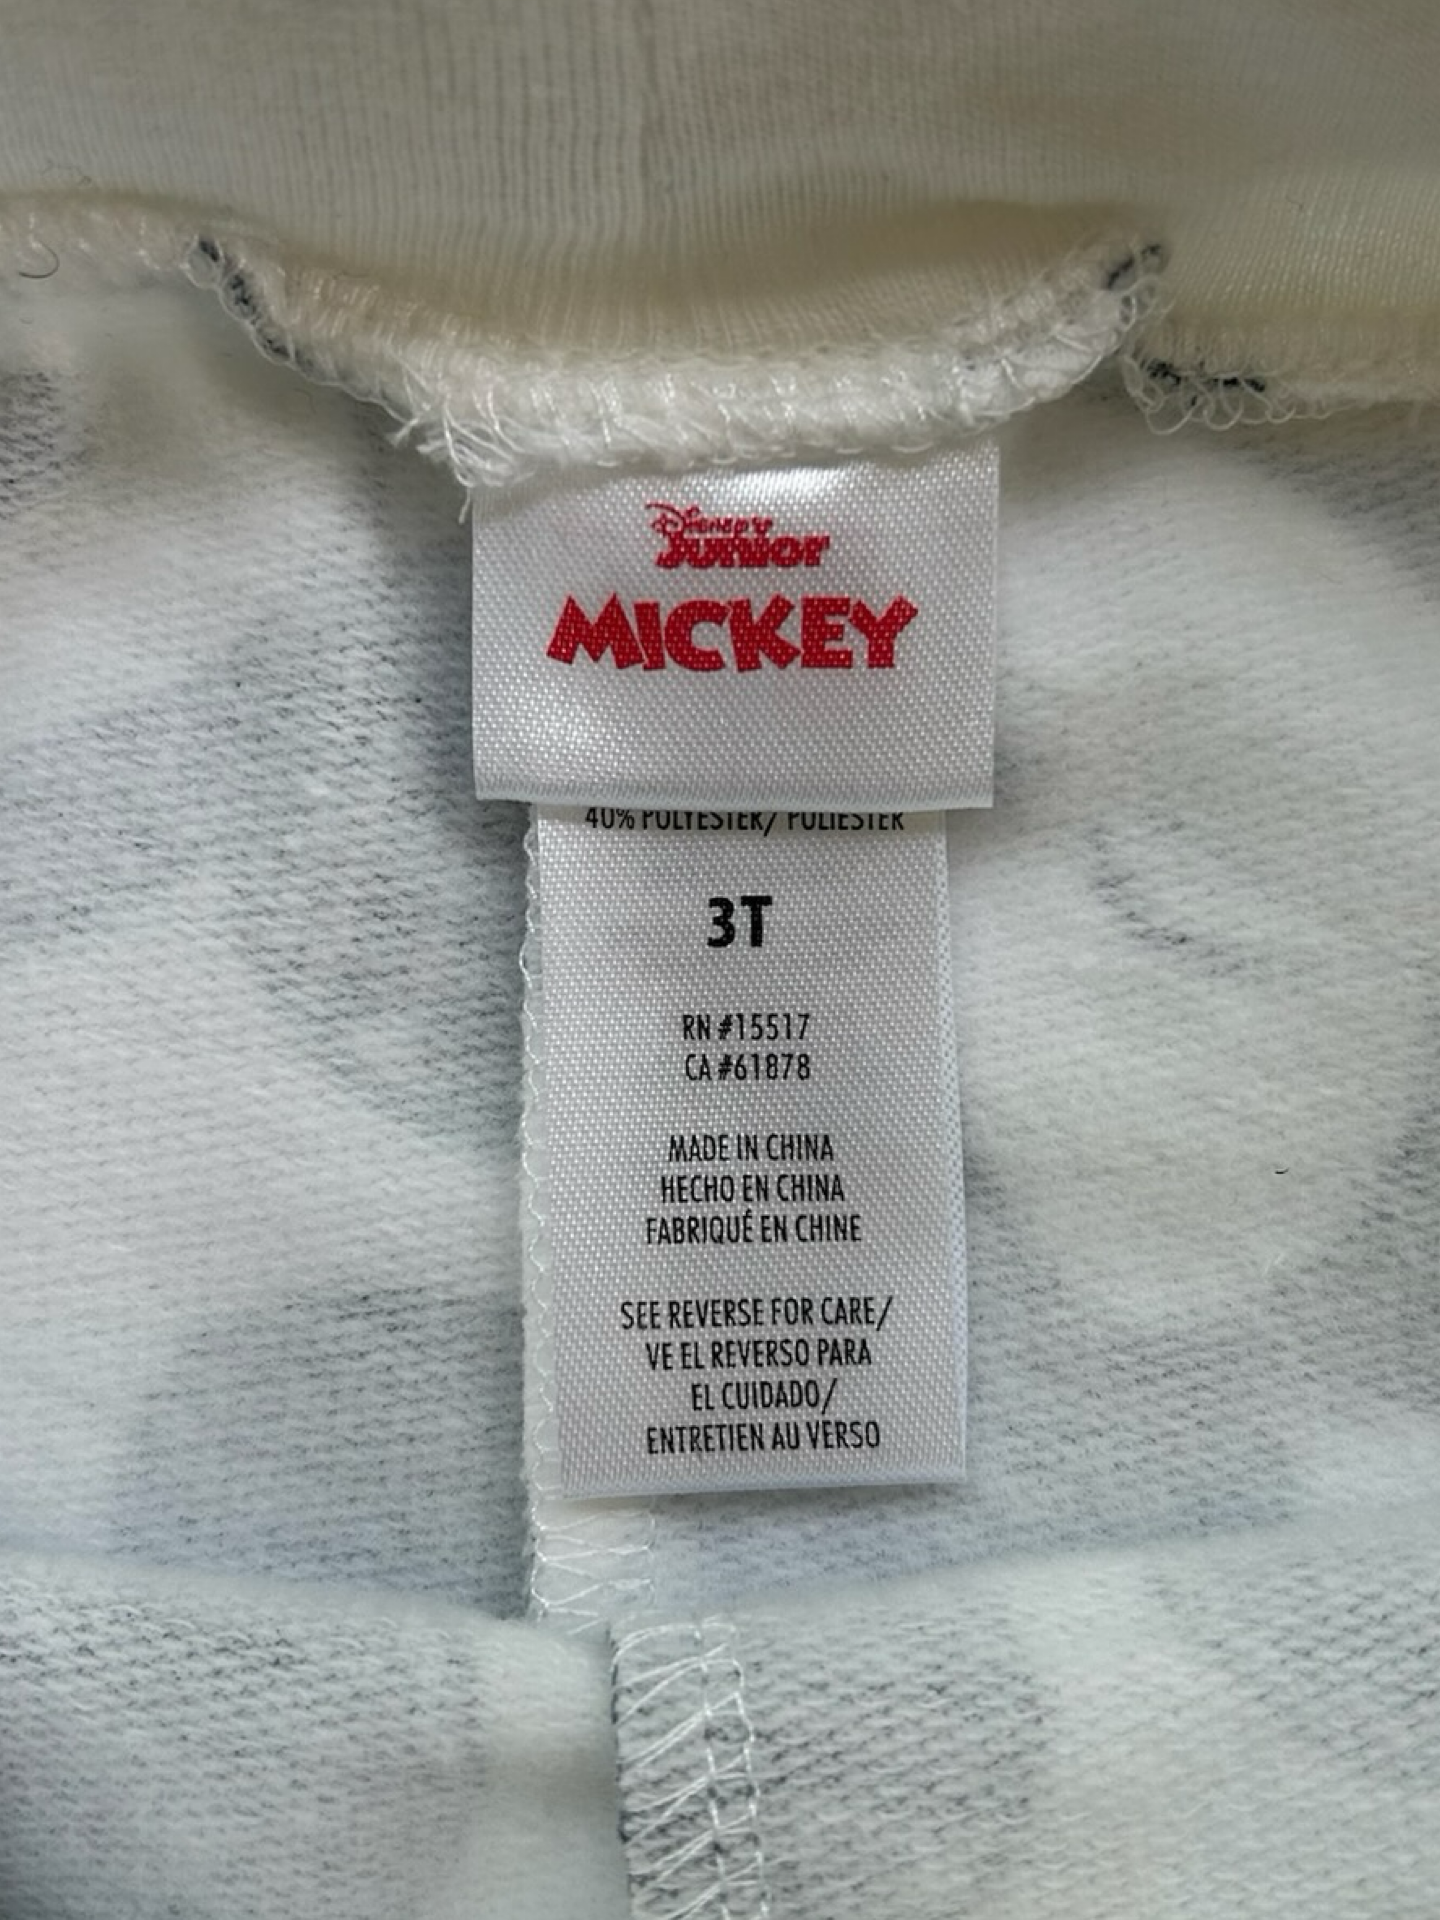 Disney
Junior
MICKEY
40% POLYESTER/ POLIESTER
3T
RN #15517
CA #61878
MADE IN CHINA
HECHO EN CHINA
FABRIQUÉ EN CHINE
SEE REVERSE FOR CARE/
VE EL REVERSO PARA
EL CUIDADO/
ENTRETIEN AU VERSO